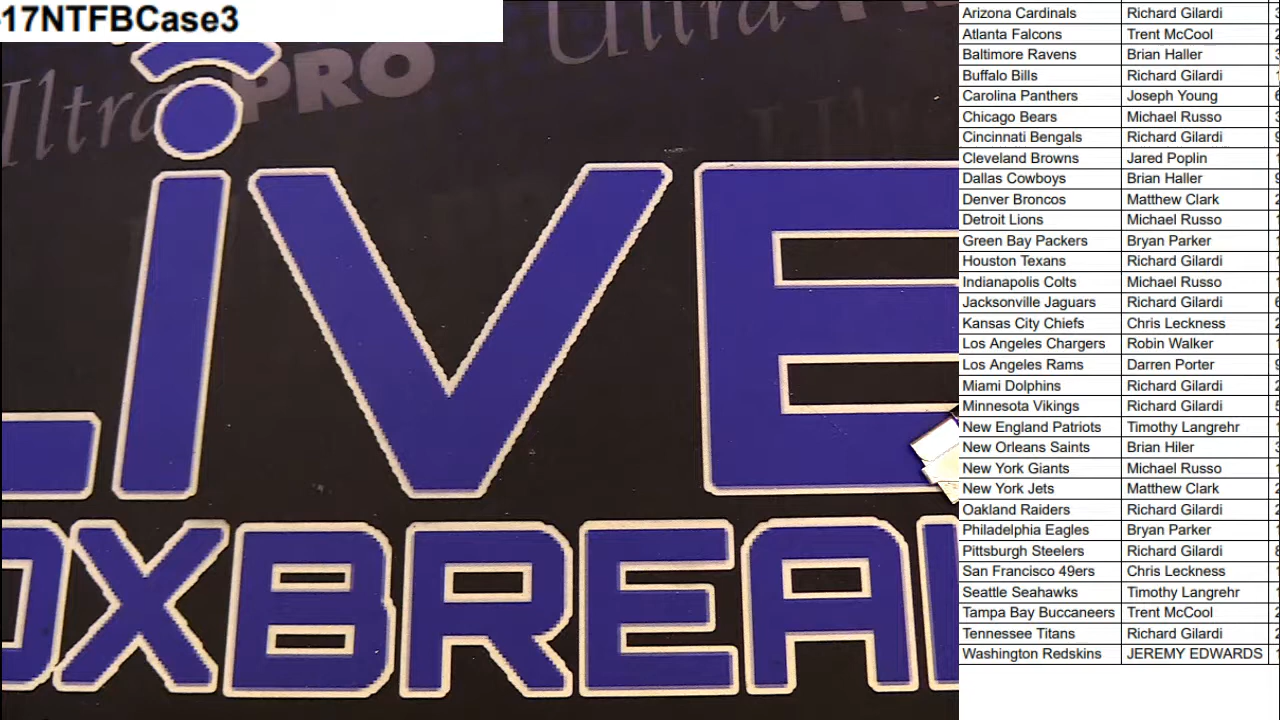 -17NTFBCase3
Ultra PRO
Ultra PR
LiVE
OXBREAK
Arizona Cardinals Richard Gilardi
Atlanta Falcons Trent McCool
Baltimore Ravens Brian Haller
Buffalo Bills Richard Gilardi
Carolina Panthers Joseph Young
Chicago Bears Michael Russo
Cincinnati Bengals Richard Gilardi
Cleveland Browns Jared Poplin
Dallas Cowboys Brian Haller
Denver Broncos Matthew Clark
Detroit Lions Michael Russo
Green Bay Packers Bryan Parker
Houston Texans Richard Gilardi
Indianapolis Colts Michael Russo
Jacksonville Jaguars Richard Gilardi
Kansas City Chiefs Chris Leckness
Los Angeles Chargers Robin Walker
Los Angeles Rams Darren Porter
Miami Dolphins Richard Gilardi
Minnesota Vikings Richard Gilardi
New England Patriots Timothy Langrehr
New Orleans Saints Brian Hiler
New York Giants Michael Russo
New York Jets Matthew Clark
Oakland Raiders Richard Gilardi
Philadelphia Eagles Bryan Parker
Pittsburgh Steelers Richard Gilardi
San Francisco 49ers Chris Leckness
Seattle Seahawks Timothy Langrehr
Tampa Bay Buccaneers Trent McCool
Tennessee Titans Richard Gilardi
Washington Redskins JEREMY EDWARDS